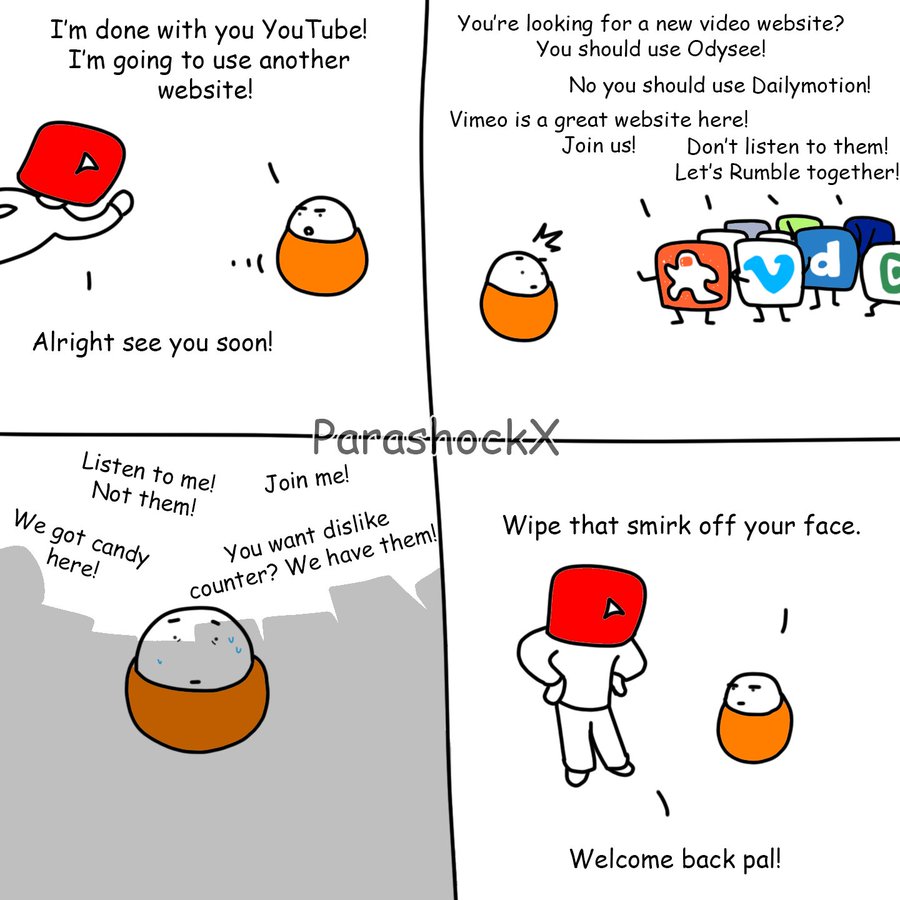 I'm done with you YouTube!
I'm going to use another
website!
Alright see you soon!
You're looking for a new video website?
You should use Odysee!
No you should use Dailymotion!
Vimeo is a great website here!
Join us!
Don't listen to them!
Let's Rumble together!
d
ParashockX
Listen to me!
Not them!
Join me!
We got candy
here!
You want dislike
counter? We have them!
Wipe that smirk off your face.
Welcome back pal!